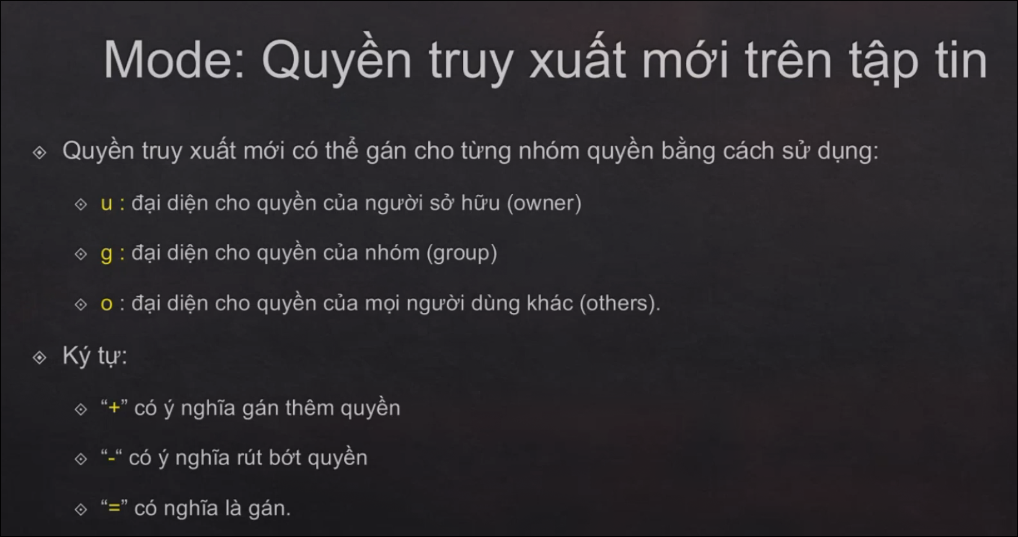 Mode: Quyền truy xuất mới trên tập tin
Quyền truy xuất mới có thể gán cho từng nhóm quyền bằng cách sử dụng:
u : đại diện cho quyền của người sở hữu (owner)
g : đại diện cho quyền của nhóm (group)
o : đại diện cho quyền của mọi người dùng khác (others).
Ký tự:
“+” có ý nghĩa gán thêm quyền
“-“ có ý nghĩa rút bớt quyền
“=” có nghĩa là gán.